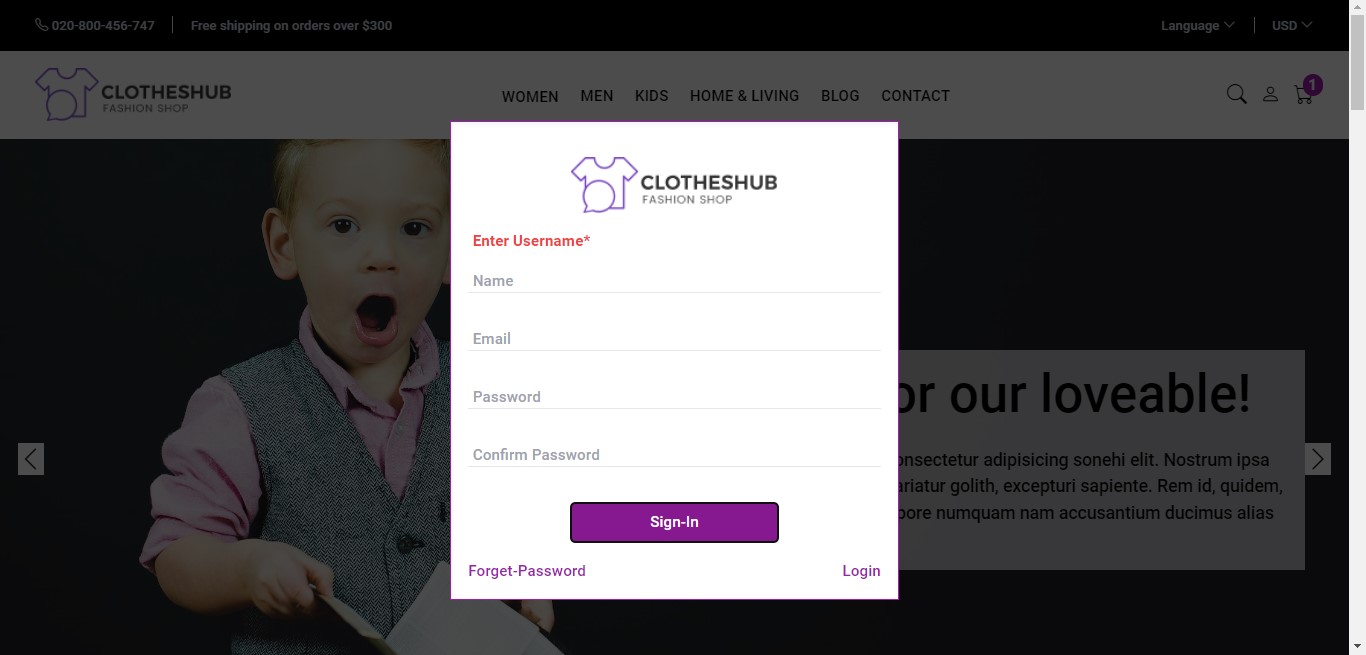 020-800-456-747
Free shipping on orders over $300
Language
USD
CLOTHESHUB
FASHION SHOP
WOMEN
MEN
KIDS
HOME & LIVING
BLOG
CONTACT
1
CLOTHESHUB
FASHION SHOP
Enter Username*
Name
Email
Password
Confirm Password
Sign-In
Forget-Password
Login
or our loveable!
adipisicing sonehi elit. Nostrum ipsa
golith, excepturi sapiente. Rem id, quidem,
numquam nam accusantium ducimus alias